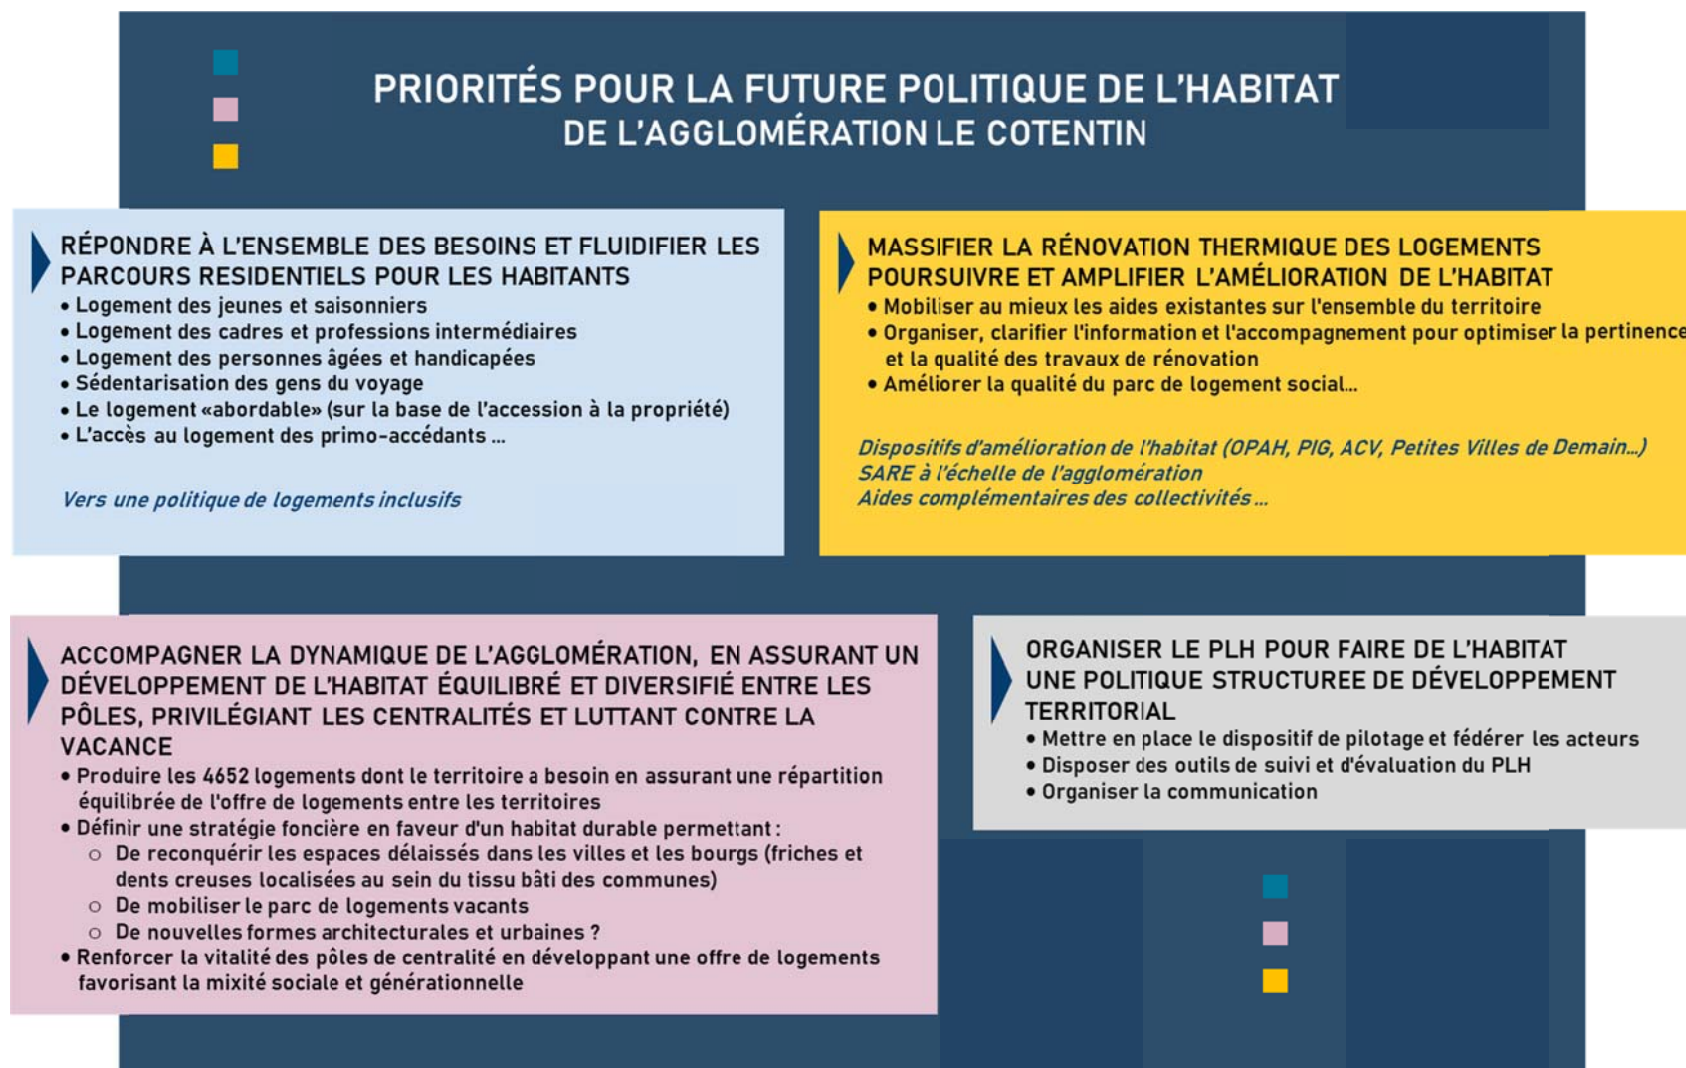 PRIORITÉS POUR LA FUTURE POLITIQUE DE L'HABITAT
DE L'AGGLOMÉRATION LE COTENTIN
RÉPONDRE À L'ENSEMBLE DES BESOINS ET FLUIDIFIER LES
PARCOURS RESIDENTIELS POUR LES HABITANTS
• Logement des jeunes et saisonniers
• Logement des cadres et professions intermédiaires
• Logement des personnes âgées et handicapées
• Sédentarisation des gens du voyage
• Le logement «abordable» (sur la base de l'accession à la propriété)
• L'accès au logement des primo-accédants ...
Vers une politique de logements inclusifs
MASSIFIER LA RÉNOVATION THERMIQUE DES LOGEMENTS
POURSUIVRE ET AMPLIFIER L'AMÉLIORATION DE L'HABITAT
• Mobiliser au mieux les aides existantes sur l'ensemble du territoire
• Organiser, clarifier l'information et l'accompagnement pour optimiser la pertinence
et la qualité des travaux de rénovation
• Améliorer la qualité du parc de logement social...
Dispositifs d'amélioration de l'habitat (OPAH, PIG, ACV, Petites Villes de Demain...)
SARE à l'échelle de l'agglomération
Aides complémentaires des collectivités ...
ACCOMPAGNER LA DYNAMIQUE DE L'AGGLOMÉRATION, EN ASSURANT UN
DÉVELOPPEMENT DE L'HABITAT ÉQUILIBRÉ ET DIVERSIFIÉ ENTRE LES
PÔLES, PRIVILÉGIANT LES CENTRALITÉS ET LUTTANT CONTRE LA
VACANCE
• Produire les 4652 logements dont le territoire a besoin en assurant une répartition
équilibrée de l'offre de logements entre les territoires
• Définir une stratégie foncière en faveur d'un habitat durable permettant :
o De reconquérir les espaces délaissés dans les villes et les bourgs (friches et
dents creuses localisées au sein du tissu bâti des communes)
o De mobiliser le parc de logements vacants
o De nouvelles formes architecturales et urbaines ?
• Renforcer la vitalité des pôles de centralité en développant une offre de logements
favorisant la mixité sociale et générationnelle
ORGANISER LE PLH POUR FAIRE DE L'HABITAT
UNE POLITIQUE STRUCTUREE DE DÉVELOPPEMENT
TERRITORIAL
• Mettre en place le dispositif de pilotage et fédérer les acteurs
• Disposer des outils de suivi et d'évaluation du PLH
• Organiser la communication